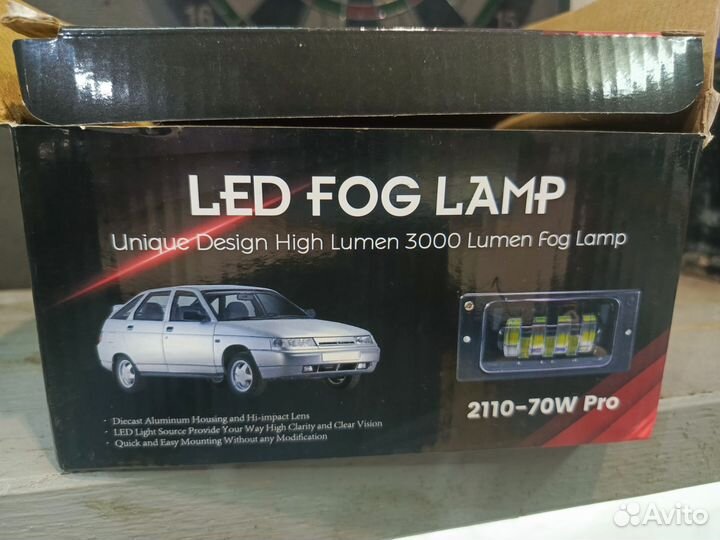 16
15
LED FOG LAMP
Unique Design High Lumen 3000 Lumen Fog Lamp
2110-70W Pro
· Diecast Aluminum Housing and Hi-impact Lens
· LED Light Source Provide Your Way High Clarity and Clear Vision
· Quick and Easy Mounting Without any Modification
Avito